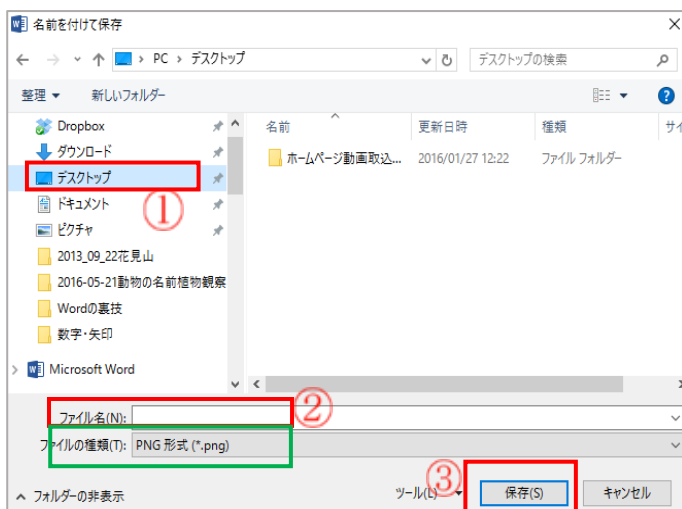 名前を付けて保存
PC › デスクトップ
デスクトップの検索
整理 ▼ 新しいフォルダー
名前 更新日時 種類 サイ
Dropbox
ダウンロード
デスクトップ
①
ドキュメント
ピクチャ
2013_09_22花見山
2016-05-21動物の名前植物観察
Wordの裏技
数字・矢印
Microsoft Word
ホームページ動画取込... 2016/01/27 12:22 ファイル フォルダー
ファイル名(N):
②
ファイルの種類(T): PNG 形式 (*.png)
フォルダーの非表示
ツール(L) ▼
③
保存(S)
キャンセル